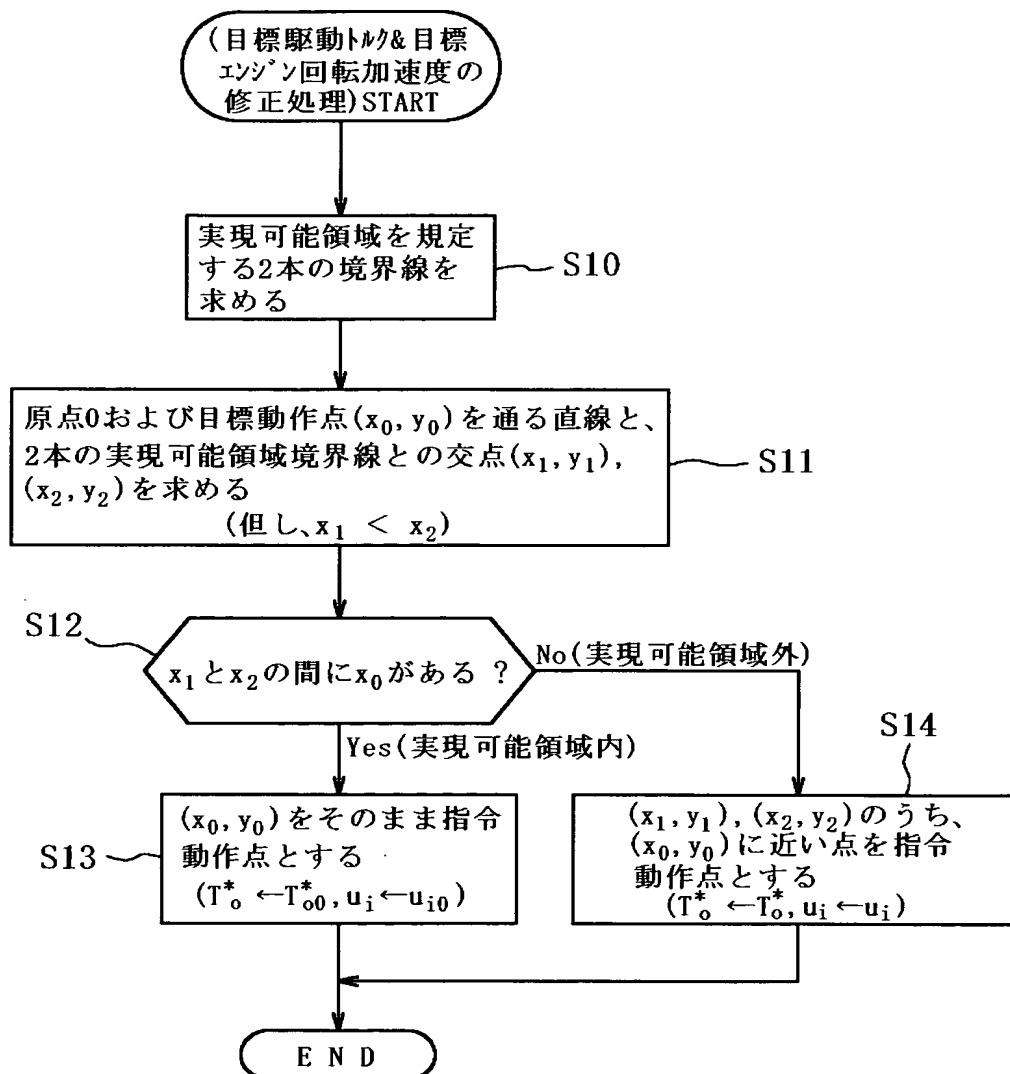 (目標駆動トルク&目標
エンジン回転加速度の
修正処理)START
実現可能領域を規定
する2本の境界線を
求める
S10
原点0および目標動作点(x₀,y₀)を通る直線と、
2本の実現可能領域境界線との交点(x₁,y₁),
(x₂,y₂)を求める
(但し、x₁ < x₂)
S11
S12
x₁とx₂の間にx₀がある ?
No(実現可能領域外)
Yes(実現可能領域内)
S13
(x₀,y₀)をそのまま指令
動作点とする
(T*ₒ ←T*ₒ₀,uᵢ←uᵢ₀)
S14
(x₁,y₁),(x₂,y₂)のうち、
(x₀,y₀)に近い点を指令
動作点とする
(T*ₒ ←T*ₒ,uᵢ←uᵢ)
E N D